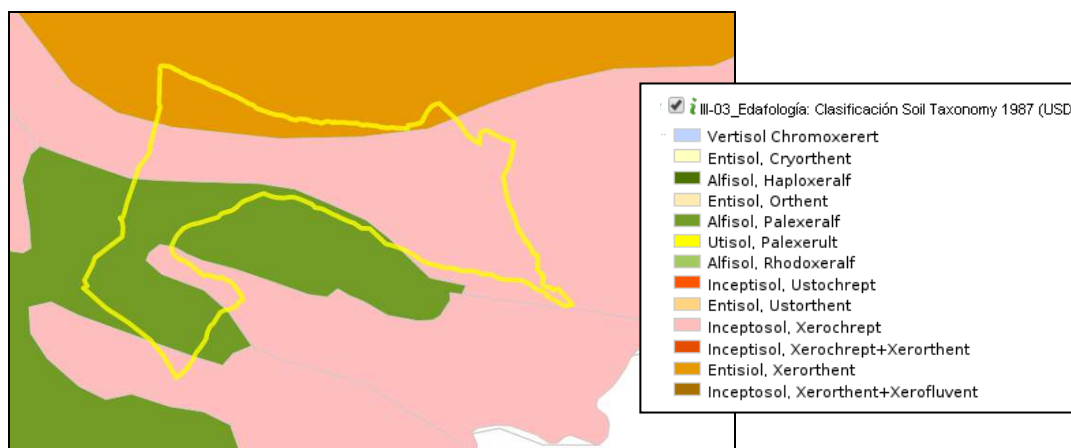 III-03_Edafología: Clasificación Soil Taxonomy 1987 (USD
Vertisol Chromoxerert
Entisol, Cryorthent
Alfisol, Haploxeralf
Entisol, Orthent
Alfisol, Palexeralf
Utisol, Palexerult
Alfisol, Rhodoxeralf
Inceptisol, Ustochrept
Entisol, Ustorthent
Inceptosol, Xerochrept
Inceptisol, Xerochrept+Xerorthent
Entisiol, Xerorthent
Inceptosol, Xerorthent+Xerofluvent